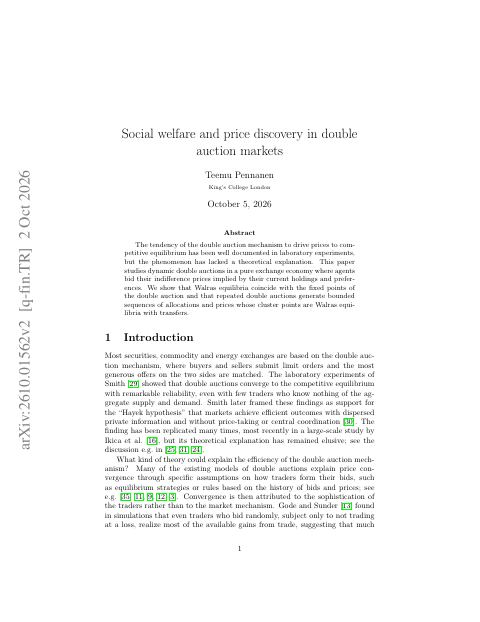 Social welfare and price discovery in double
auction markets
Teemu Pennanen
King's College London
October 5, 2026
Abstract
The tendency of the double auction mechanism to drive prices to com-
petitive equilibrium has been well documented in laboratory experiments,
but the phenomenon has lacked a theoretical explanation. This paper
studies dynamic double auctions in a pure exchange economy where agents
bid their indifference prices implied by their current holdings and prefer-
ences. We show that Walras equilibria coincide with the fixed points of
the double auction and that repeated double auctions generate bounded
sequences of allocations and prices whose cluster points are Walras equi-
libria with transfers.
1 Introduction
Most securities, commodity and energy exchanges are based on the double auc-
tion mechanism, where buyers and sellers submit limit orders and the most
generous offers on the two sides are matched. The laboratory experiments of
Smith [29] showed that double auctions converge to the competitive equilibrium
with remarkable reliability, even with few traders who know nothing of the ag-
gregate supply and demand. Smith later framed these findings as support for
the "Hayek hypothesis" that markets achieve efficient outcomes with dispersed
private information and without price-taking or central coordination [30]. The
finding has been replicated many times, most recently in a large-scale study by
Ikica et al. [16], but its theoretical explanation has remained elusive; see the
discussion e.g. in [25, 31, 24].
What kind of theory could explain the efficiency of the double auction mech-
anism? Many of the existing models of double auctions explain price con-
vergence through specific assumptions on how traders form their bids, such
as equilibrium strategies or rules based on the history of bids and prices; see
e.g. [35, 11, 9, 12, 3]. Convergence is then attributed to the sophistication of
the traders rather than to the market mechanism. Gode and Sunder [13] found
in simulations that even traders who bid randomly, subject only to not trading
at a loss, realize most of the available gains from trade, suggesting that much
1
arXiv:2610.01562v2 [q-fin.TR] 2 Oct 2026